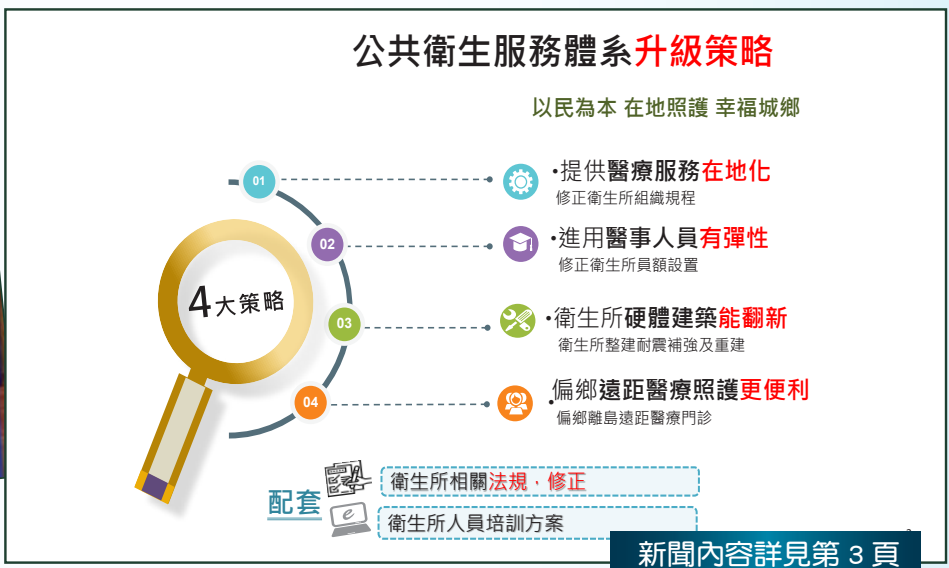 公共衛生服務體系升級策略
以民為本 在地照護 幸福城鄉
01
•提供醫療服務在地化
修正衛生所組織規程
02
•進用醫事人員有彈性
修正衛生所員額設置
4大策略
03
•衛生所硬體建築能翻新
衛生所整建耐震補強及重建
04
•偏鄉遠距醫療照護更便利
偏鄉離島遠距醫療門診
配套
衛生所相關法規‧修正
e
衛生所人員培訓方案
新聞內容詳見第 3 頁